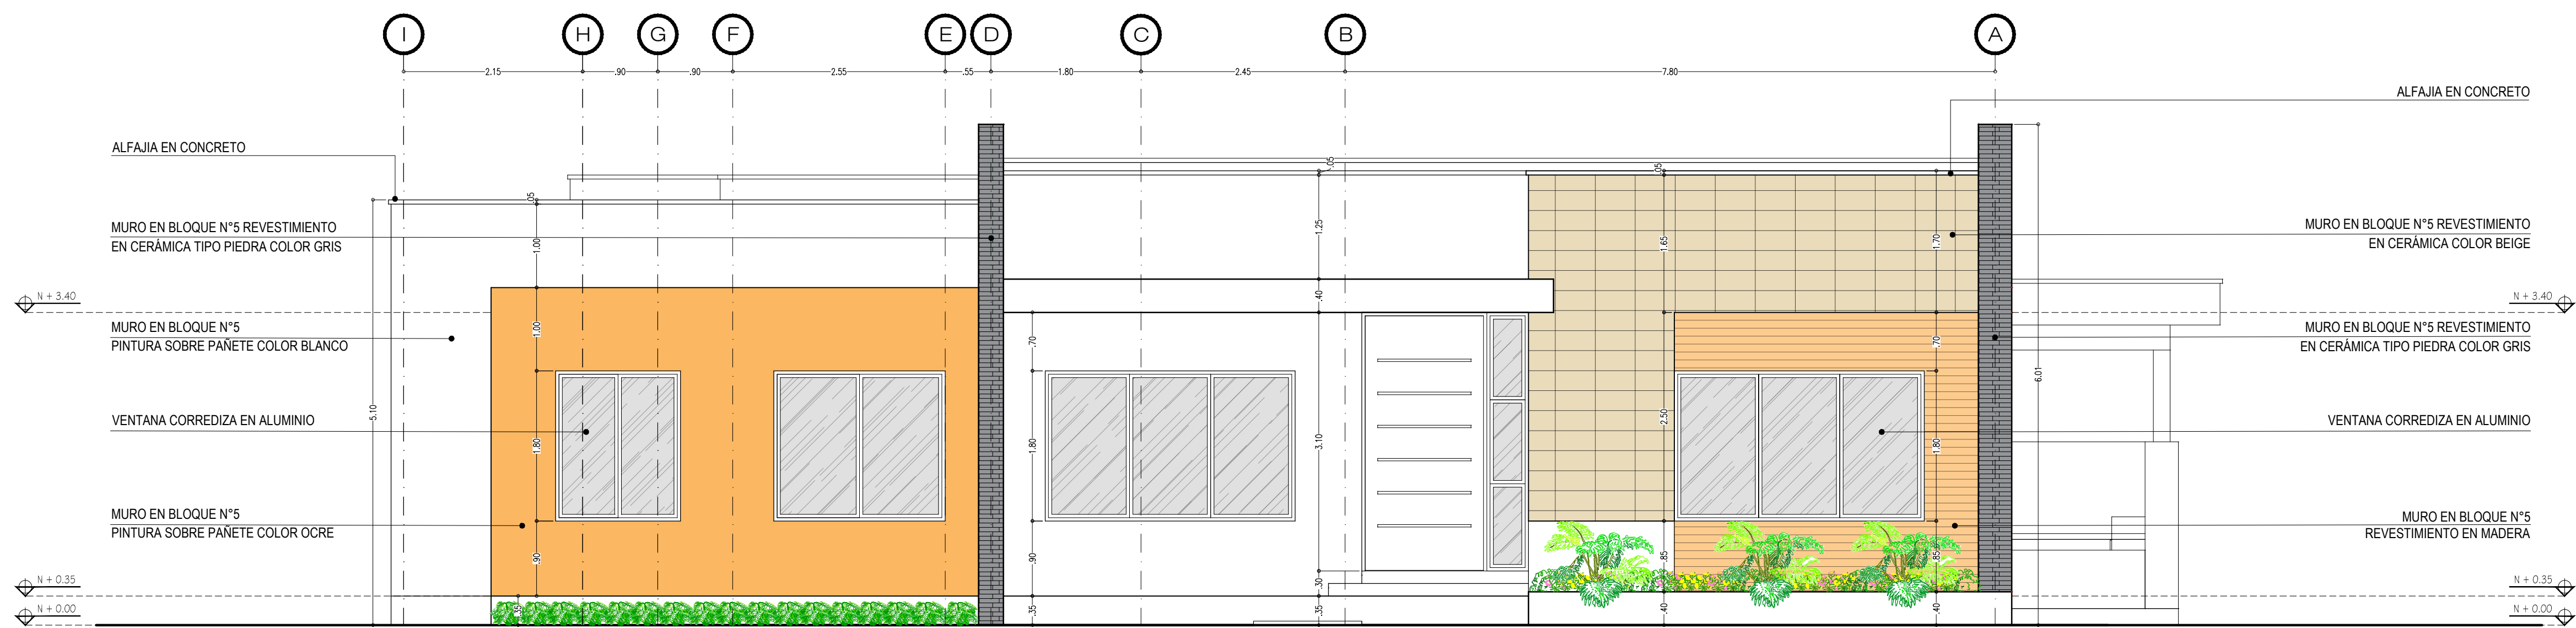 I H G F E D C B A
2.15 .90 .90 2.55 .55 1.80 2.45 7.80
ALFAJIA EN CONCRETO
ALFAJIA EN CONCRETO
.05
.05
.05
MURO EN BLOQUE N°5 REVESTIMIENTO
EN CERÁMICA TIPO PIEDRA COLOR GRIS
1.00
1.25
1.65
1.70
MURO EN BLOQUE N°5 REVESTIMIENTO
EN CERÁMICA COLOR BEIGE
N + 3.40
.40
N + 3.40
MURO EN BLOQUE N°5
PINTURA SOBRE PAÑETE COLOR BLANCO
1.00
.70
.70
MURO EN BLOQUE N°5 REVESTIMIENTO
EN CERÁMICA TIPO PIEDRA COLOR GRIS
6.01
5.10
VENTANA CORREDIZA EN ALUMINIO
1.80
1.80
3.10
2.50
1.80
VENTANA CORREDIZA EN ALUMINIO
MURO EN BLOQUE N°5
PINTURA SOBRE PAÑETE COLOR OCRE
MURO EN BLOQUE N°5
REVESTIMIENTO EN MADERA
.90
.90
.30
.85
.85
N + 0.35
N + 0.35
N + 0.00
.35
.35
.35
.40
.40
N + 0.00